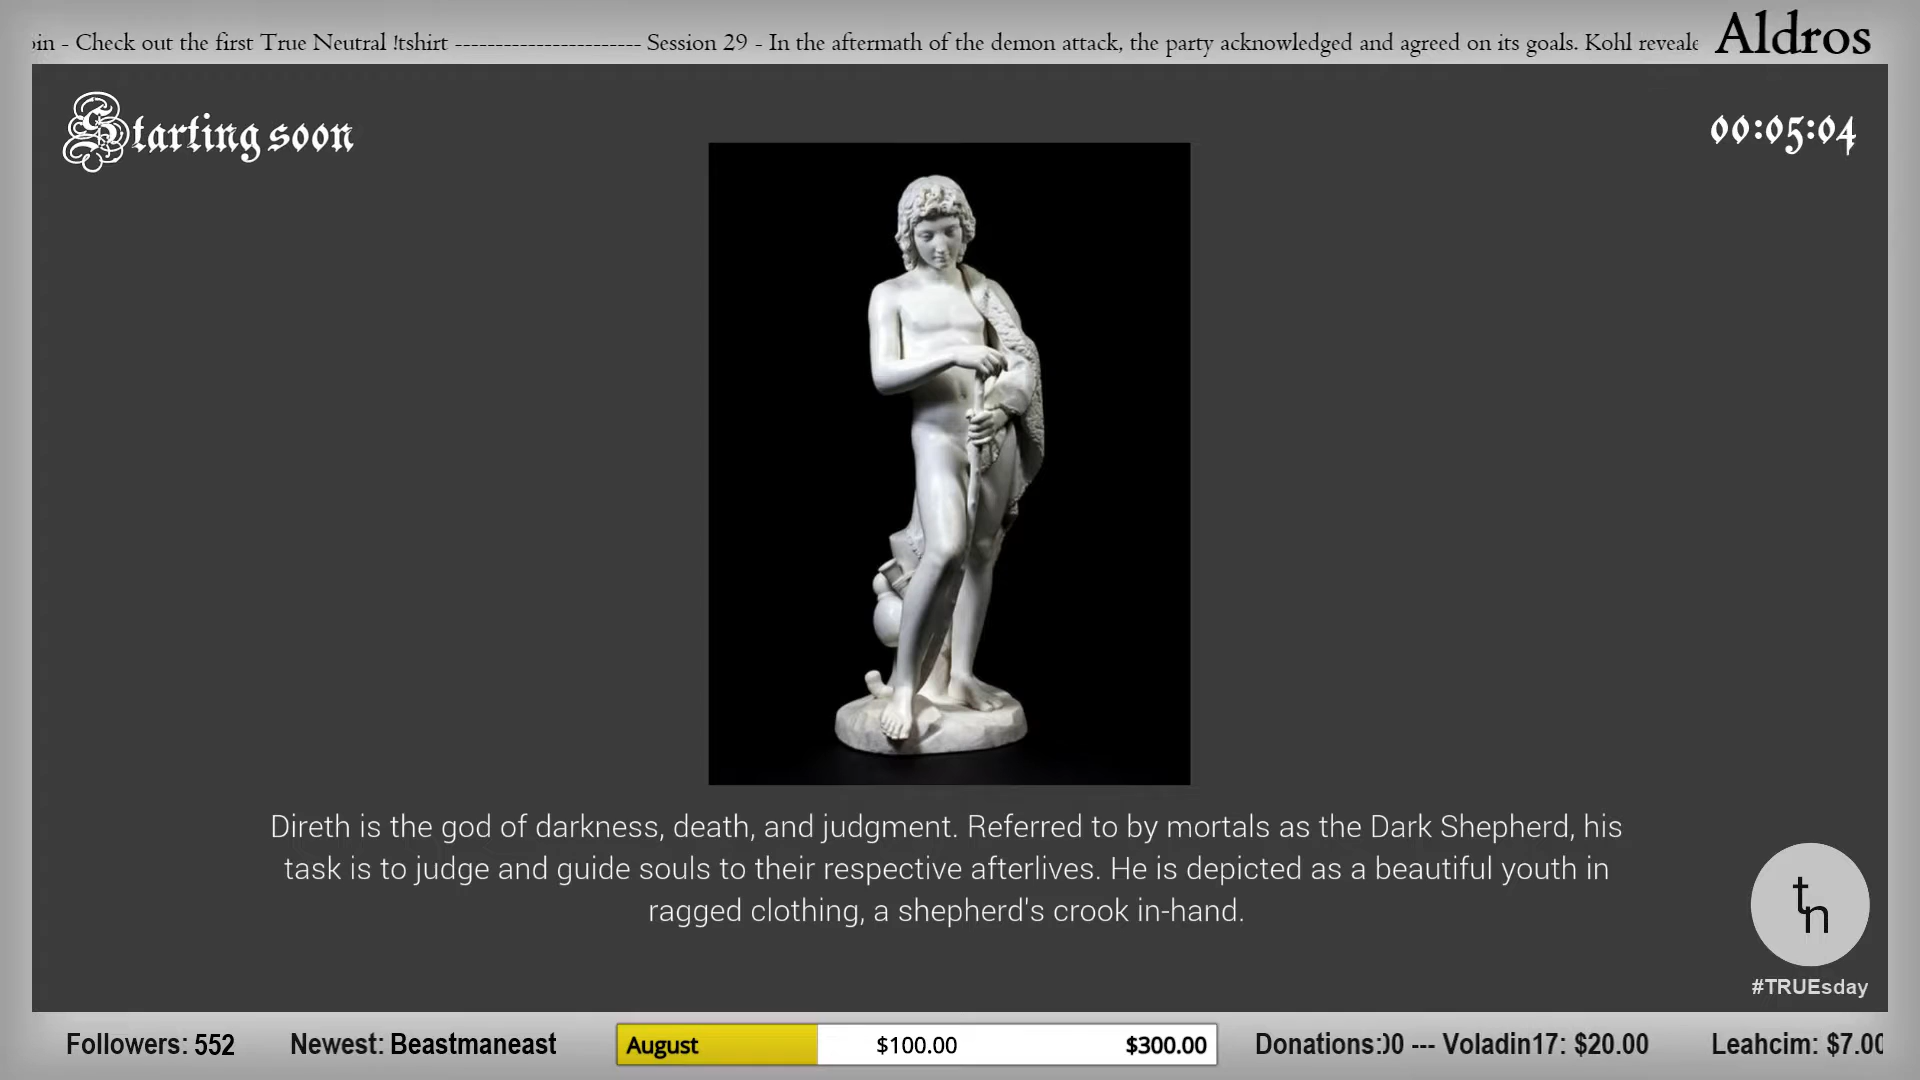 - Check out the first True Neutral !tshirt ----------------------- Session 29 - In the aftermath of the demon attack, the party acknowledged and agreed on its goals. Kohl
Aldros
Starting soon
00:05:04
Direth is the god of darkness, death, and judgment. Referred to by mortals as the Dark Shepherd, his
task is to judge and guide souls to their respective afterlives. He is depicted as a beautiful youth in
ragged clothing, a shepherd's crook in-hand.
tn
#TRUEsday
Followers: 552
Newest: Beastmaneast
August $100.00 $300.00
Donations: --- Voladin17: $20.00 Leahcim: $7.00